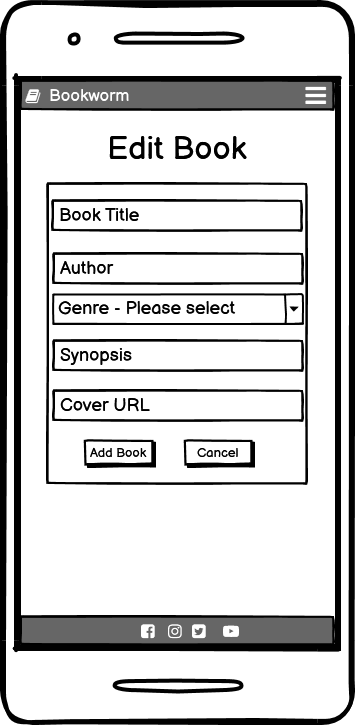 Bookworm
Edit Book
Book Title
Author
Genre - Please select
Synopsis
Cover URL
Add Book
Cancel